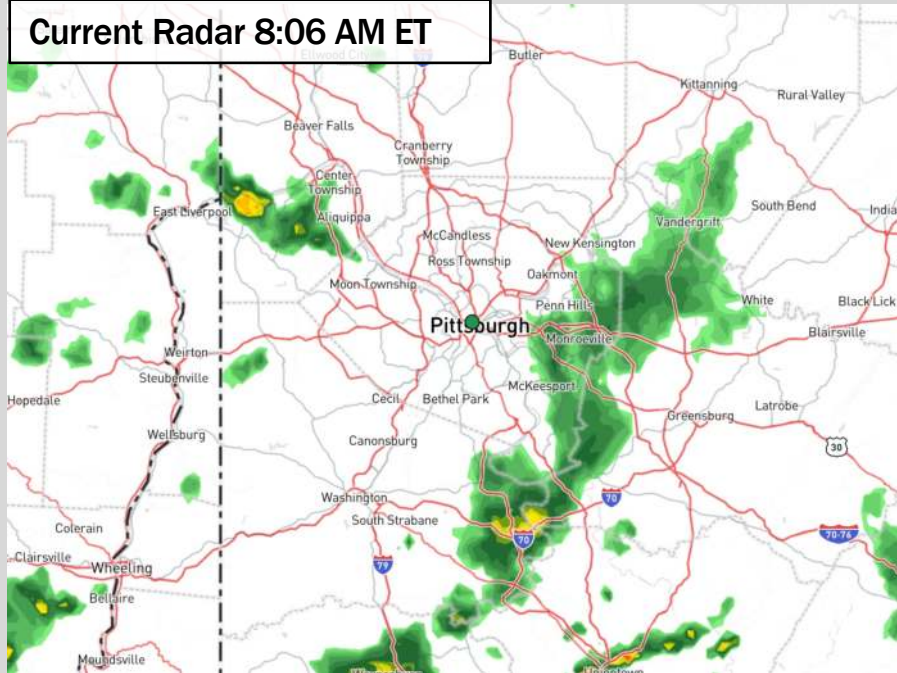 Current Radar 8:06 AM ET
Butler
Kittanning
Rural Valley
Beaver Falls
Cranberry
Township
Center
Township
East Liverpool
Aliquippa
South Bend
Vandergrift
McCandless
New Kensington
Ross Township
Oakmont
Moon Township
Penn Hills
White
Black Lick
Pittsburgh
Monroeville
Blairsville
Weirton
Steubenville
McKeesport
Hopedale
Cecil
Bethel Park
Latrobe
Greensburg
Wellsburg
Canonsburg
30
Washington
70
South Strabane
Colerain
70
70-76
Clairsville
79
Wheeling
Bellaire
Moundsville